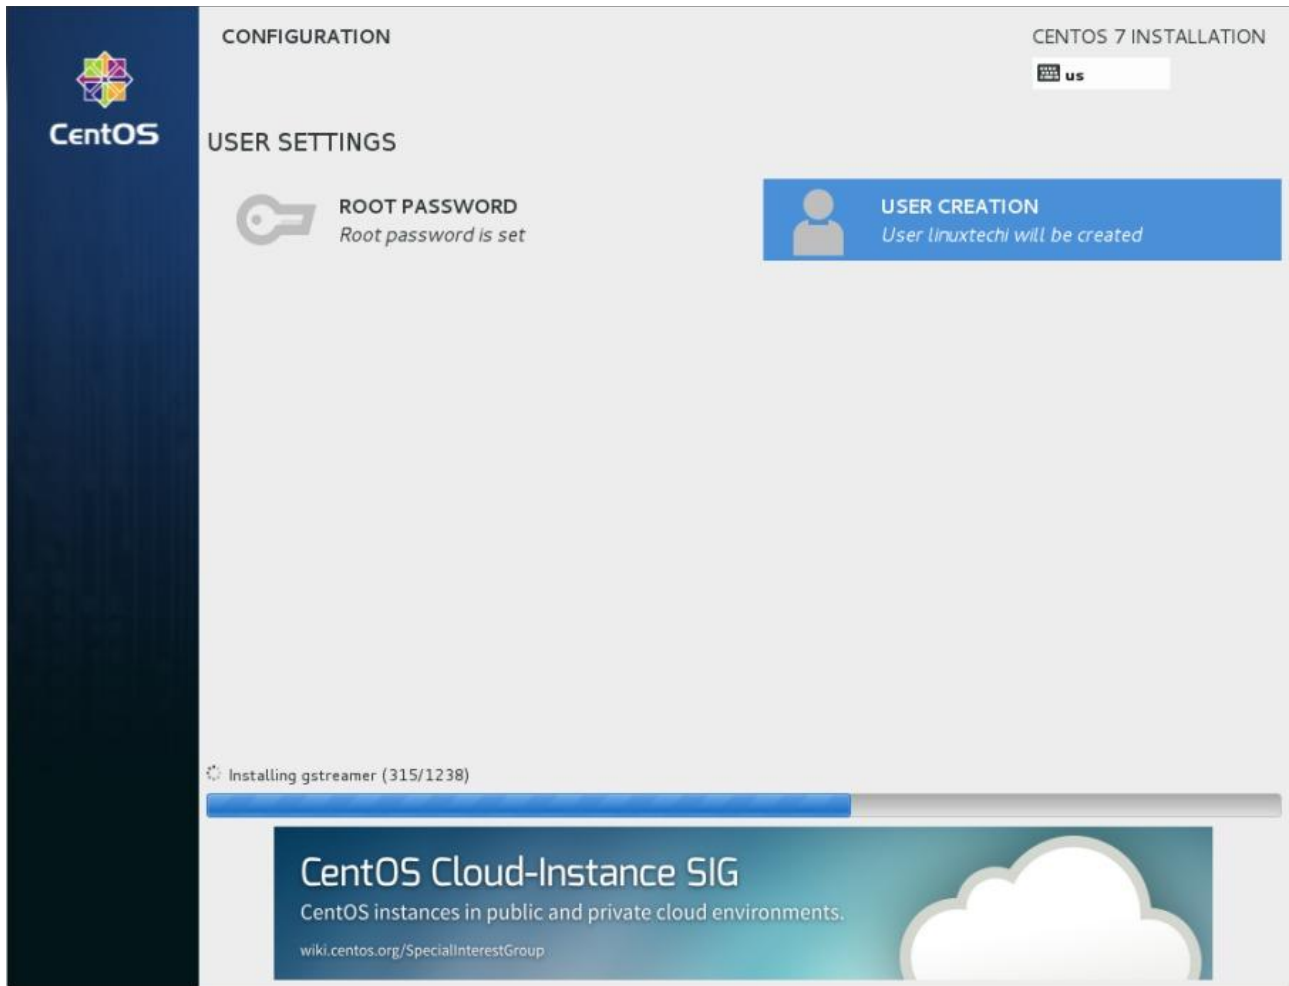 CONFIGURATION
CENTOS 7 INSTALLATION
us
CentOS
USER SETTINGS
ROOT PASSWORD
Root password is set
USER CREATION
User linuxtechi will be created
Installing gstreamer (315/1238)
CentOS Cloud-Instance SIG
CentOS instances in public and private cloud environments.
wiki.centos.org/SpecialInterestGroup